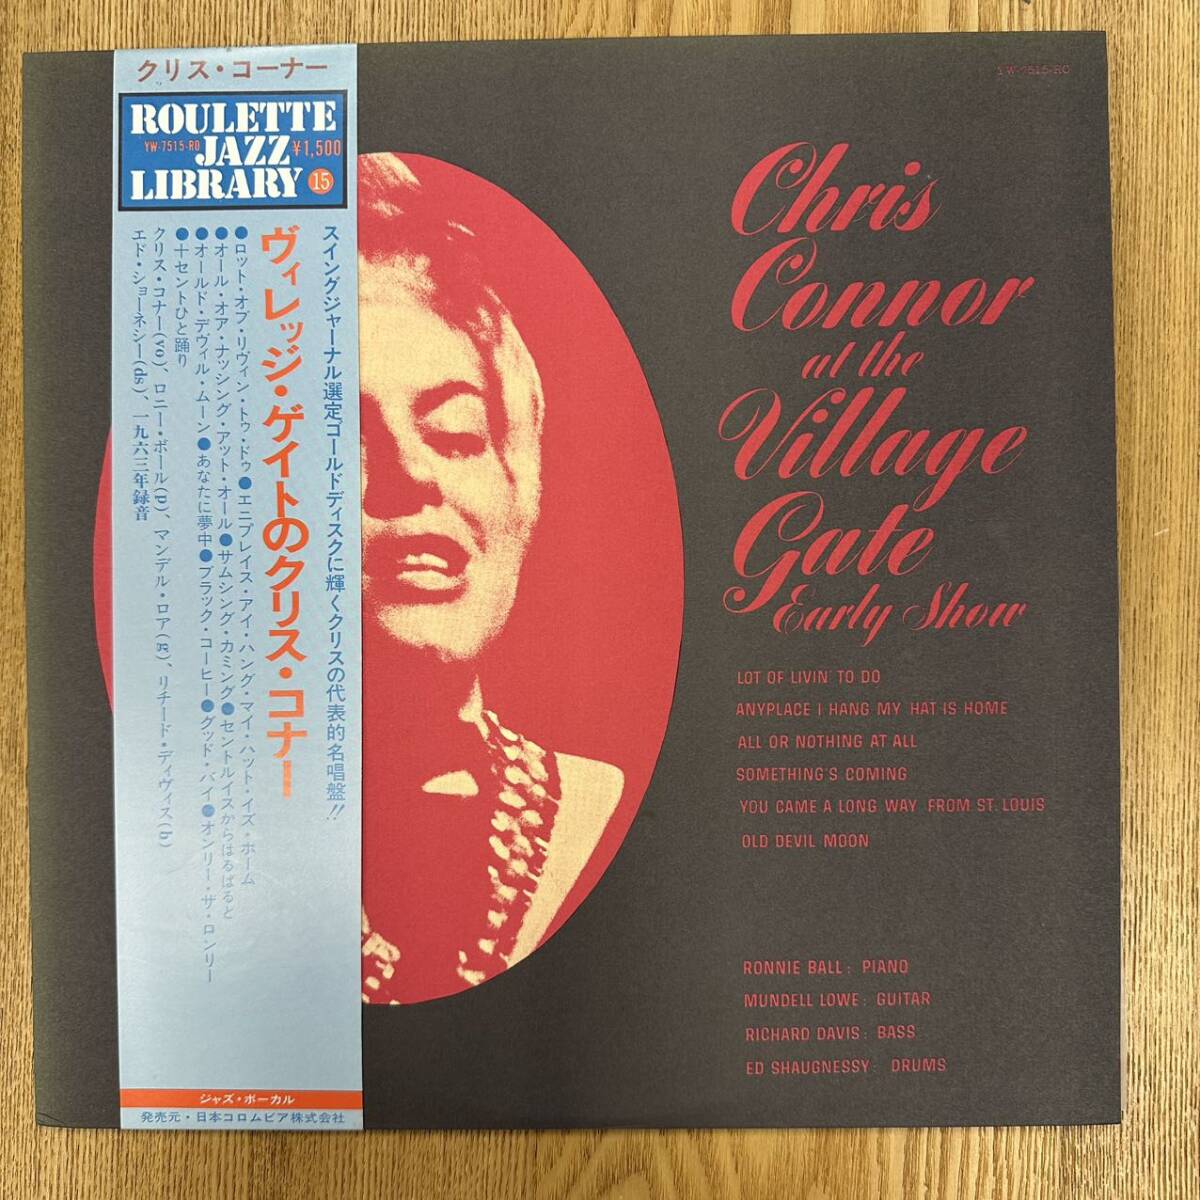 クリス・コーナー
ROULETTE
YW-7515-RO JAZZ ¥1,500
LIBRARY 15
スイングジャーナル選定ゴールドディスクに輝くクリスの代表的名唱盤!!
ヴィレッジ・ゲイトのクリス・コナー
●ロット・オブ・リヴィン・トゥ・ドゥ●エニプレイス・アイ・ハング・マイ・ハット・イズ・ホーム
●オール・オア・ナッシング・アット・オール●サムシング・カミング●セントルイスからはるばると
●オールド・デヴィル・ムーン●あなたに夢中●ブラック・コーヒー●グッド・バイ●オンリー・ザ・ロンリー
●十セントひと踊り
クリス・コナー(vo)、ロニー・ボール(p)、マンデル・ロア(g)、リチード・ディヴィス(b)
エド・ショーネシー(ds)、一九六三年録音
ジャズ・ボーカル
発売元・日本コロムビア株式会社
YW-7515-RO
Chris
Connor
at the
Village
Gate
Early Show
LOT OF LIVIN' TO DO
ANYPLACE I HANG MY HAT IS HOME
ALL OR NOTHING AT ALL
SOMETHING'S COMING
YOU CAME A LONG WAY FROM ST. LOUIS
OLD DEVIL MOON
RONNIE BALL: PIANO
MUNDELL LOWE: GUITAR
RICHARD DAVIS: BASS
ED SHAUGNESSY: DRUMS